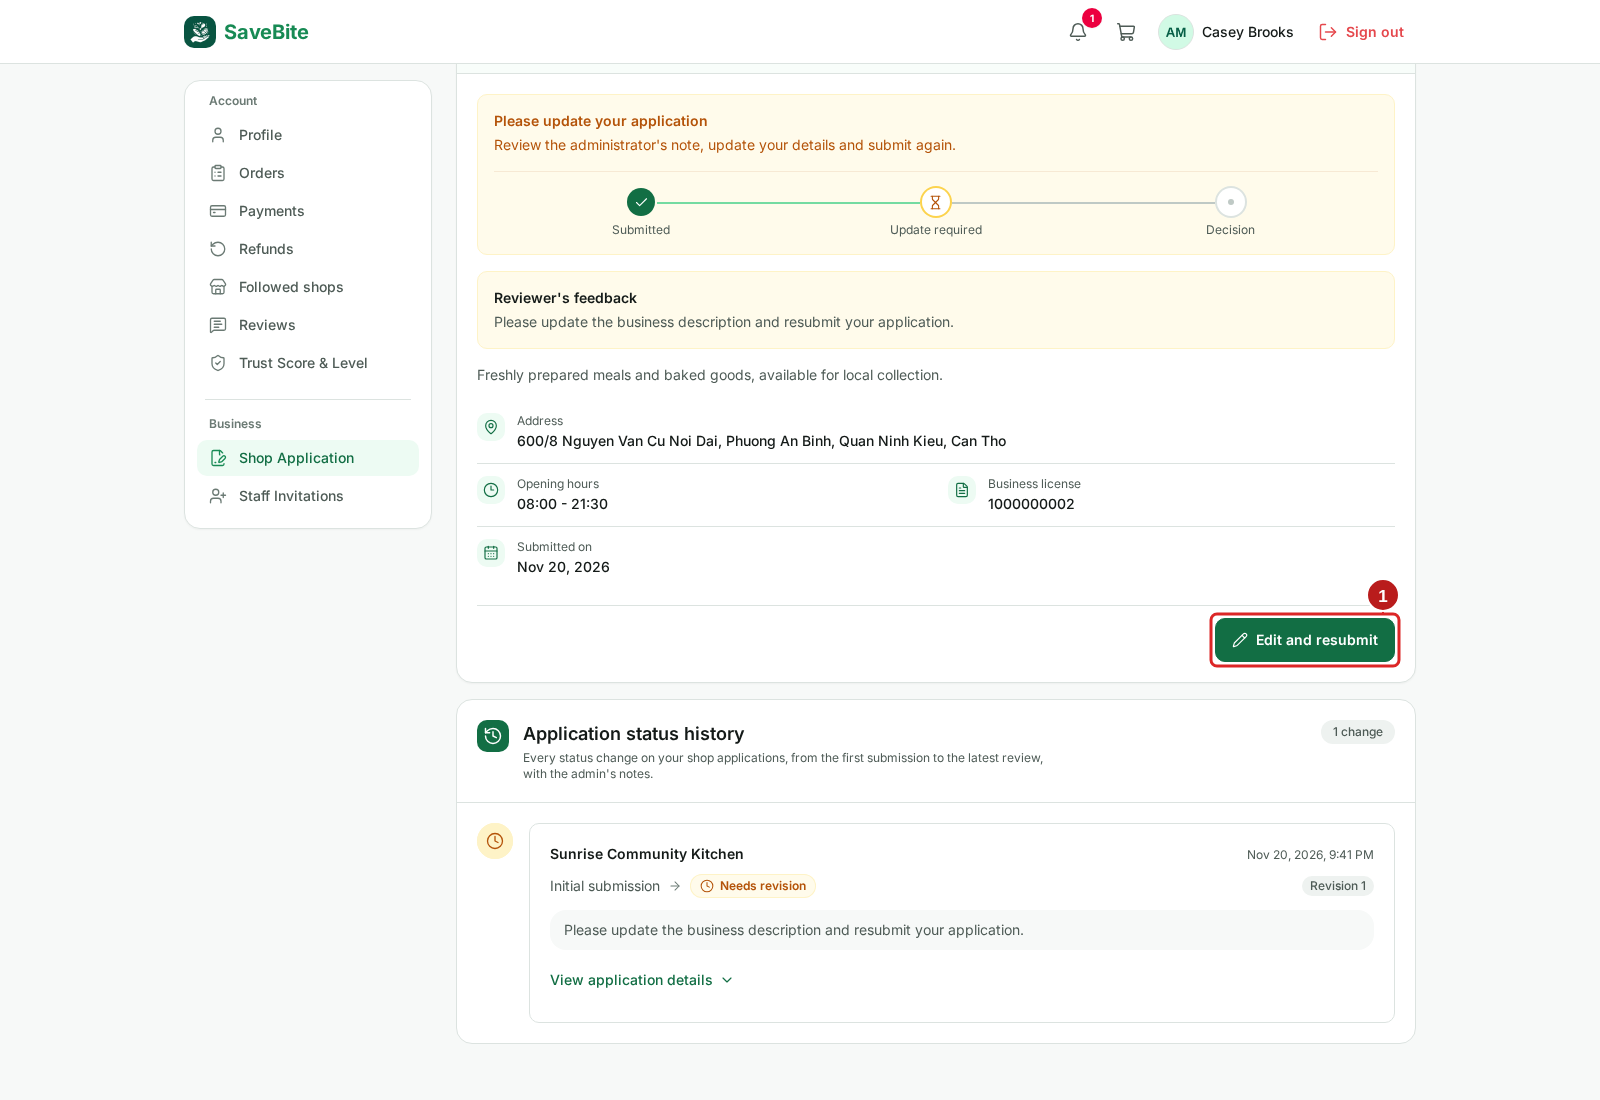 SaveBite
1
AM
Casey Brooks
Sign out
Account
Profile
Orders
Payments
Refunds
Followed shops
Reviews
Trust Score & Level
Business
Shop Application
Staff Invitations
Please update your application
Review the administrator's note, update your details and submit again.
Submitted
Update required
Decision
Reviewer's feedback
Please update the business description and resubmit your application.
Freshly prepared meals and baked goods, available for local collection.
Address
600/8 Nguyen Van Cu Noi Dai, Phuong An Binh, Quan Ninh Kieu, Can Tho
Opening hours
08:00 - 21:30
Business license
1000000002
Submitted on
Nov 20, 2026
1
Edit and resubmit
Application status history
1 change
Every status change on your shop applications, from the first submission to the latest review,
with the admin's notes.
Sunrise Community Kitchen
Nov 20, 2026, 9:41 PM
Initial submission
Needs revision
Revision 1
Please update the business description and resubmit your application.
View application details